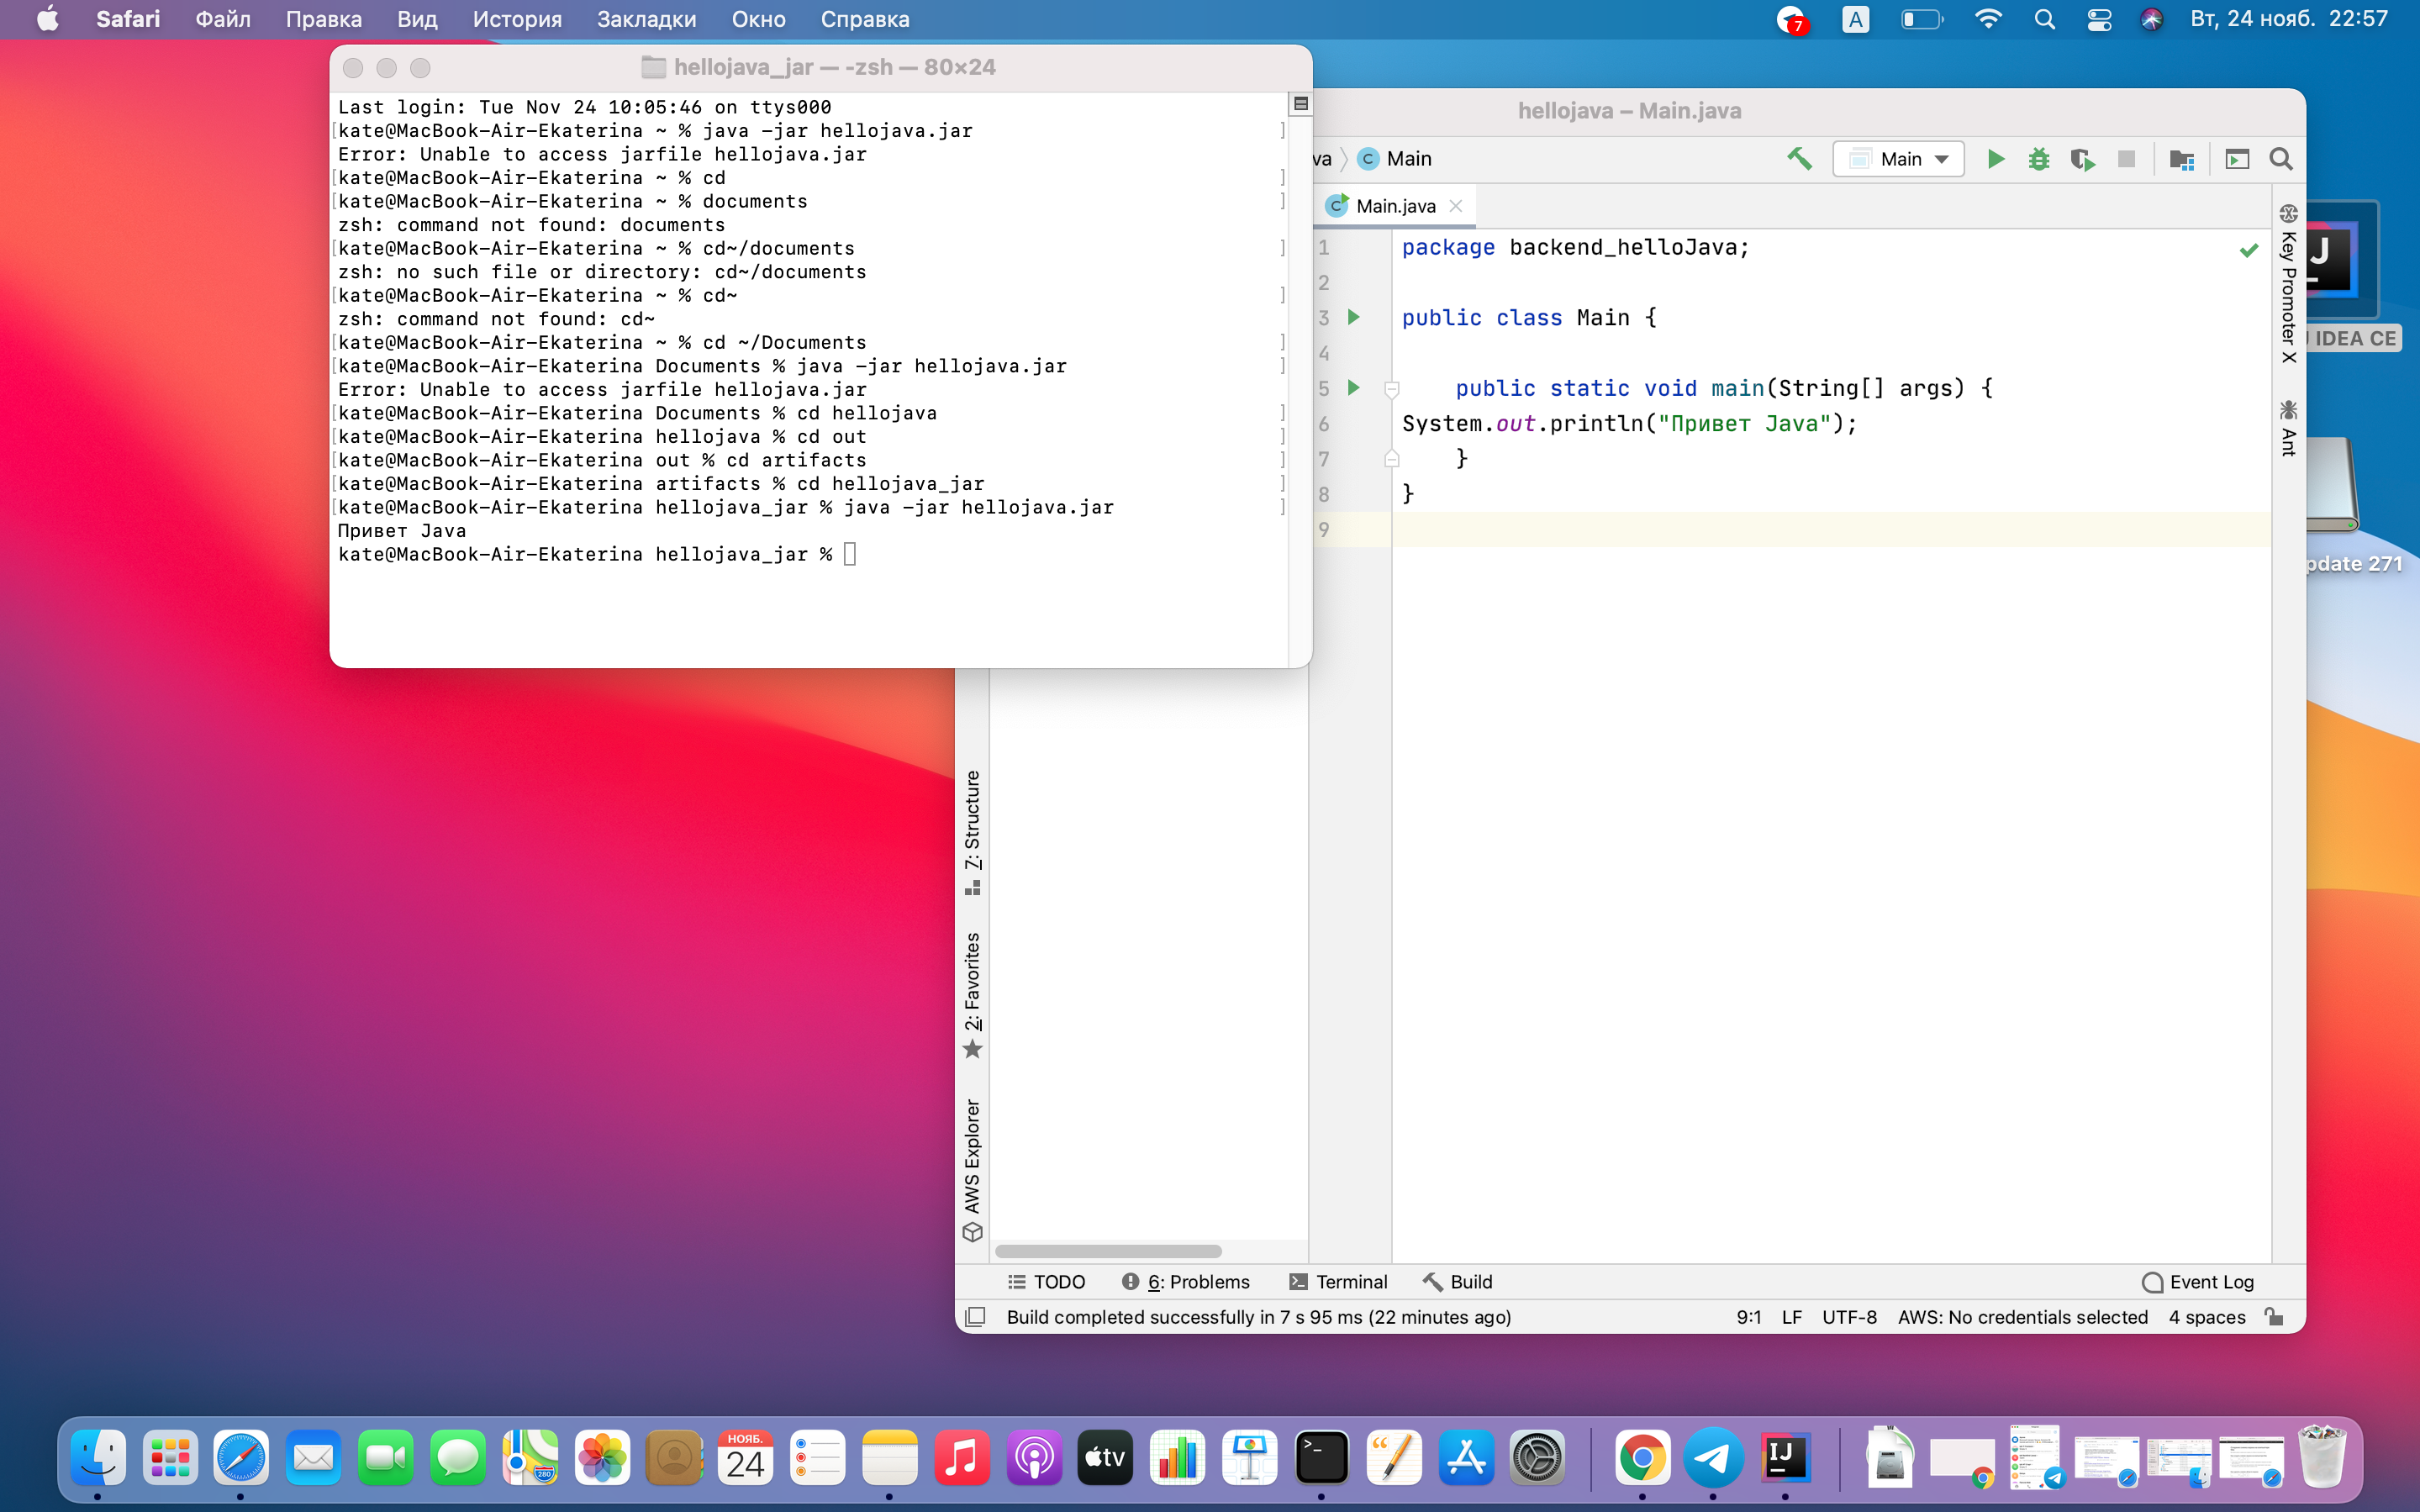 Safari Файл Правка Вид История Закладки Окно Справка 7 A Вт, 24 нояб. 22:57
hellojava_jar — -zsh — 80×24
Last login: Tue Nov 24 10:05:46 on ttys000
[kate@MacBook-Air-Ekaterina ~ % java -jar hellojava.jar ]
Error: Unable to access jarfile hellojava.jar
[kate@MacBook-Air-Ekaterina ~ % cd ]
[kate@MacBook-Air-Ekaterina ~ % documents ]
zsh: command not found: documents
[kate@MacBook-Air-Ekaterina ~ % cd~/documents ]
zsh: no such file or directory: cd~/documents
[kate@MacBook-Air-Ekaterina ~ % cd~ ]
zsh: command not found: cd~
[kate@MacBook-Air-Ekaterina ~ % cd ~/Documents ]
[kate@MacBook-Air-Ekaterina Documents % java -jar hellojava.jar ]
Error: Unable to access jarfile hellojava.jar
[kate@MacBook-Air-Ekaterina Documents % cd hellojava ]
[kate@MacBook-Air-Ekaterina hellojava % cd out ]
[kate@MacBook-Air-Ekaterina out % cd artifacts ]
[kate@MacBook-Air-Ekaterina artifacts % cd hellojava_jar ]
[kate@MacBook-Air-Ekaterina hellojava_jar % java -jar hellojava.jar ]
Привет Java
kate@MacBook-Air-Ekaterina hellojava_jar %
hellojava – Main.java
va C Main Main
C Main.java
1 package backend_helloJava;
2
3 public class Main {
4
5 public static void main(String[] args) {
6 System.out.println("Привет Java");
7 }
8 }
9
Key Promoter X
Ant
J IDEA CE
pdate 271
7: Structure
2: Favorites
AWS Explorer
TODO 6: Problems Terminal Build Event Log
Build completed successfully in 7 s 95 ms (22 minutes ago) 9:1 LF UTF-8 AWS: No credentials selected 4 spaces
НОЯБ.
24
280
tv
IJ